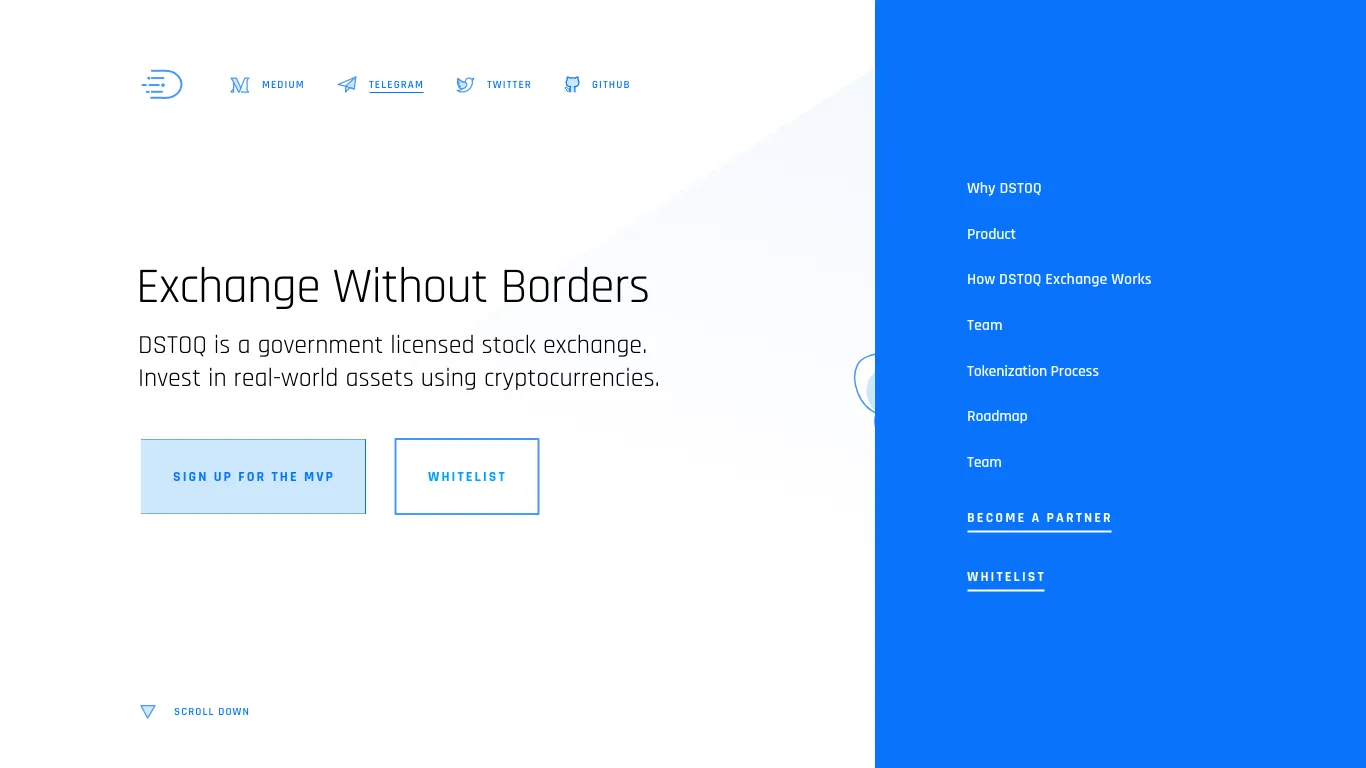 MEDIUM TELEGRAM TWITTER GITHUB
Exchange Without Borders
DSTOQ is a government licensed stock exchange.
Invest in real-world assets using cryptocurrencies.
SIGN UP FOR THE MVP
WHITELIST
SCROLL DOWN
Why DSTOQ
Product
How DSTOQ Exchange Works
Team
Tokenization Process
Roadmap
Team
BECOME A PARTNER
WHITELIST